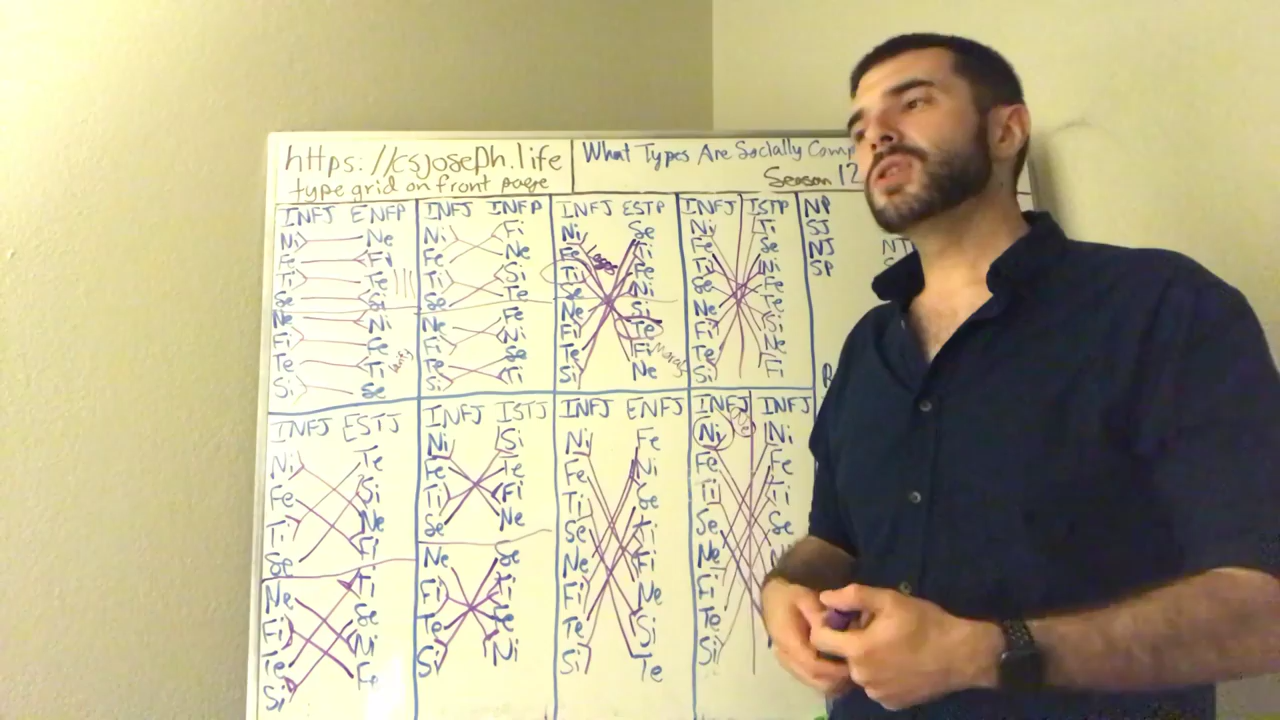 https://csjoseph.life
type grid on front page
What Types Are Socially Comp
Season 12
INFJ ENFP
Ni Ne
Fe Fi
Ti Te
Se Si
Ne Ni
Fi Fe
Te Ti
Si Se
INFJ INFP
Ni Fi
Fe Ne
Ti Si
Se Te
Ne Fe
Fi Ni
Te Se
Si Ti
INFJ ESTP
Ni Se
Fe Ti
Ti Fe
Se Ni
Ne Si
Fi Te
Te Fi
Si Ne
INFJ ISTP
Ni Ti
Fe Se
Ti Ni
Se Fe
Ne Te
Fi Si
Te Ne
Si Fi
NP
SJ
NJ NT
SP S
INFJ ESTJ
Ni Te
Fe Si
Ti Ne
Se Fi
Ne Ti
Fi Se
Te Ni
Si Fe
INFJ ISTJ
Ni Si
Fe Te
Ti Fi
Se Ne
Ne Se
Fi Ti
Te Fe
Si Ni
INFJ ENFJ
Ni Fe
Fe Ni
Ti Se
Se Ti
Ne Fi
Fi Ne
Te Si
Si Te
INFJ INFJ
Ni Ni
Fe Fe
Ti Ti
Se Se
Ne N
Fi
Te
Si